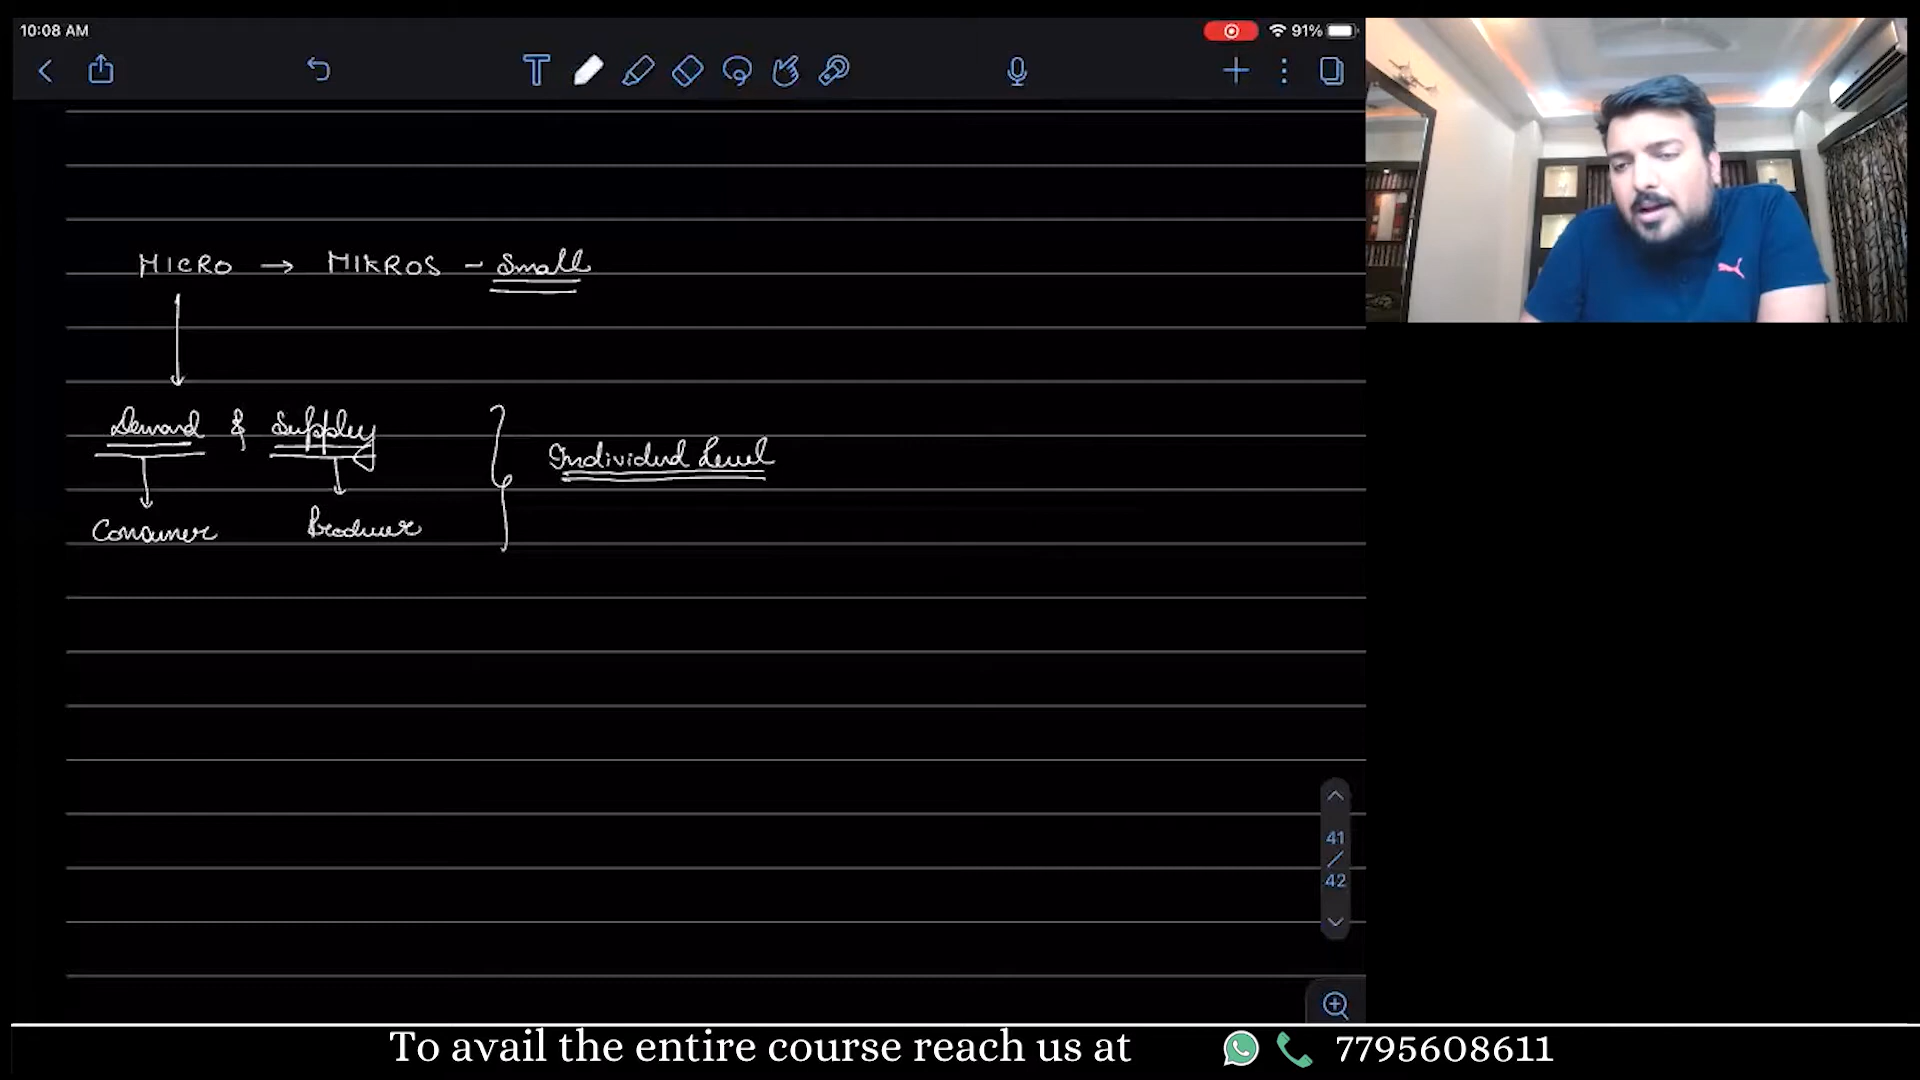 10:08 AM
91%
MICRO → MIKROS - Small
Demand & Supply
Individual Level
Consumer Producer
41
/
42
To avail the entire course reach us at 7795608611